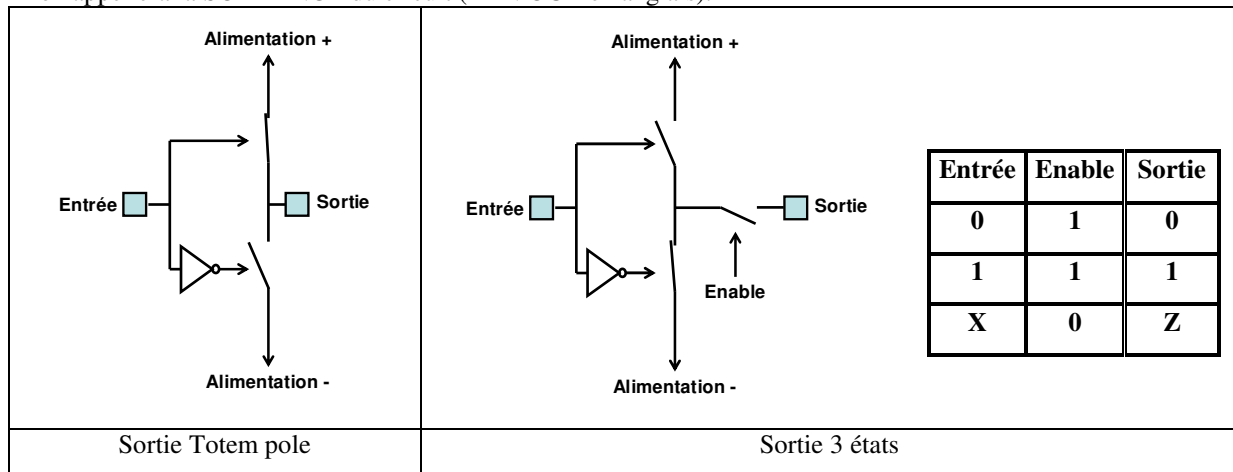 Alimentation +
Entrée
Sortie
Alimentation -
Sortie Totem pole
Alimentation +
Entrée
Sortie
Enable
Alimentation -
Entrée Enable Sortie
0 1 0
1 1 1
X 0 Z
Sortie 3 états